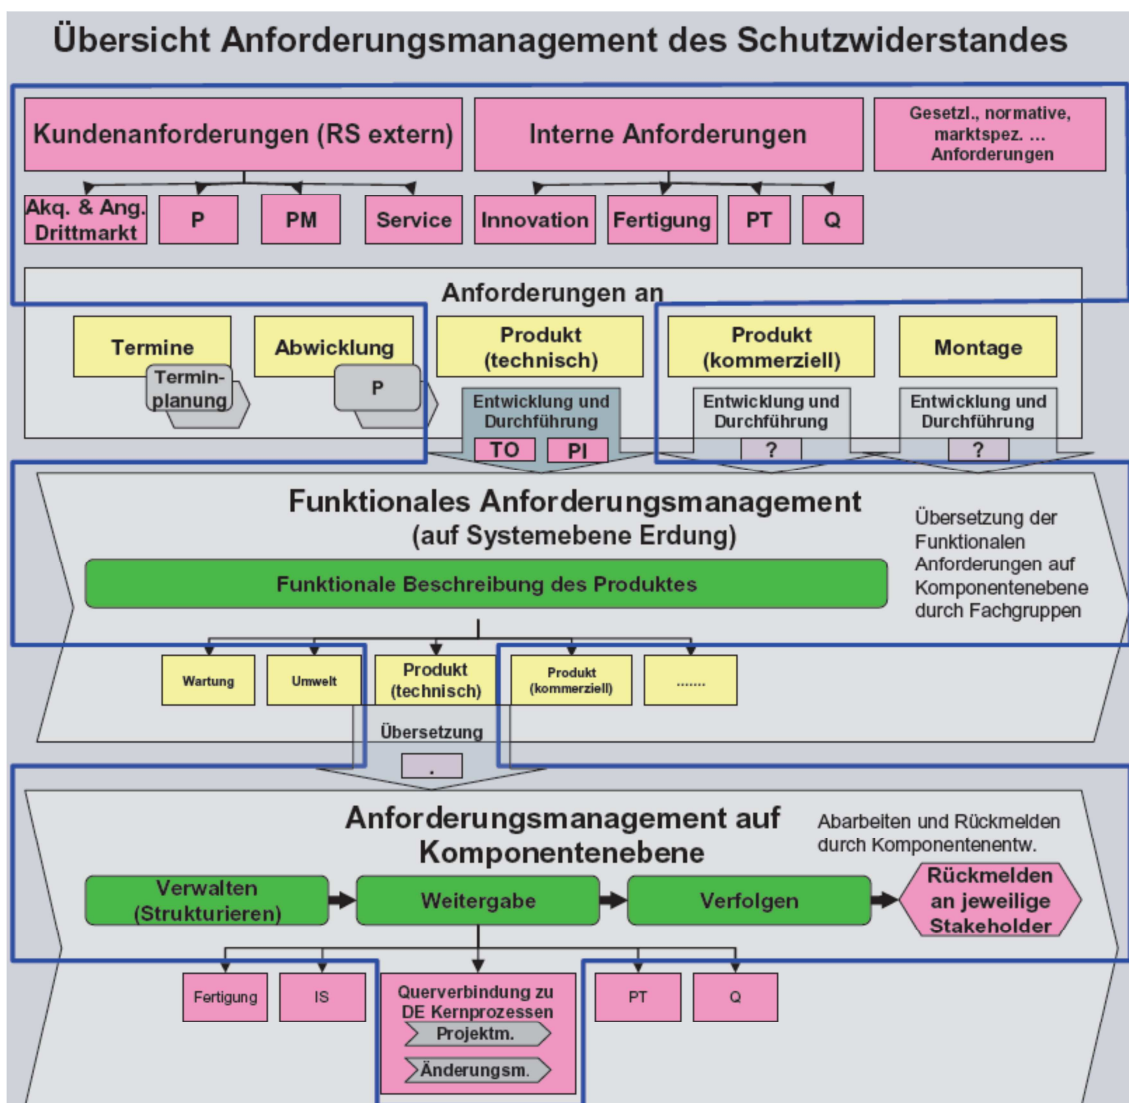 Übersicht Anforderungsmanagement des Schutzwiderstandes
Kundenanforderungen (RS extern)
Interne Anforderungen
Gesetzl., normative,
marktspez. ...
Anforderungen
Akq. & Ang.
Drittmarkt
P
PM
Service
Innovation
Fertigung
PT
Q
Anforderungen an
Termine
Abwicklung
Produkt
(technisch)
Produkt
(kommerziell)
Montage
Termin-
planung
P
Entwicklung und
Durchführung
TO
PI
Entwicklung und
Durchführung
?
Entwicklung und
Durchführung
?
Funktionales Anforderungsmanagement
(auf Systemebene Erdung)
Übersetzung der
Funktionalen
Anforderungen auf
Komponentenebene
durch Fachgruppen
Funktionale Beschreibung des Produktes
Wartung
Umwelt
Produkt
(technisch)
Produkt
(kommerziell)
.......
Übersetzung
.
Anforderungsmanagement auf
Komponentenebene
Abarbeiten und Rückmelden
durch Komponentenentw.
Verwalten
(Strukturieren)
Weitergabe
Verfolgen
Rückmelden
an jeweilige
Stakeholder
Fertigung
IS
Querverbindung zu
DE Kernprozessen
Projektm.
Änderungsm.
PT
Q